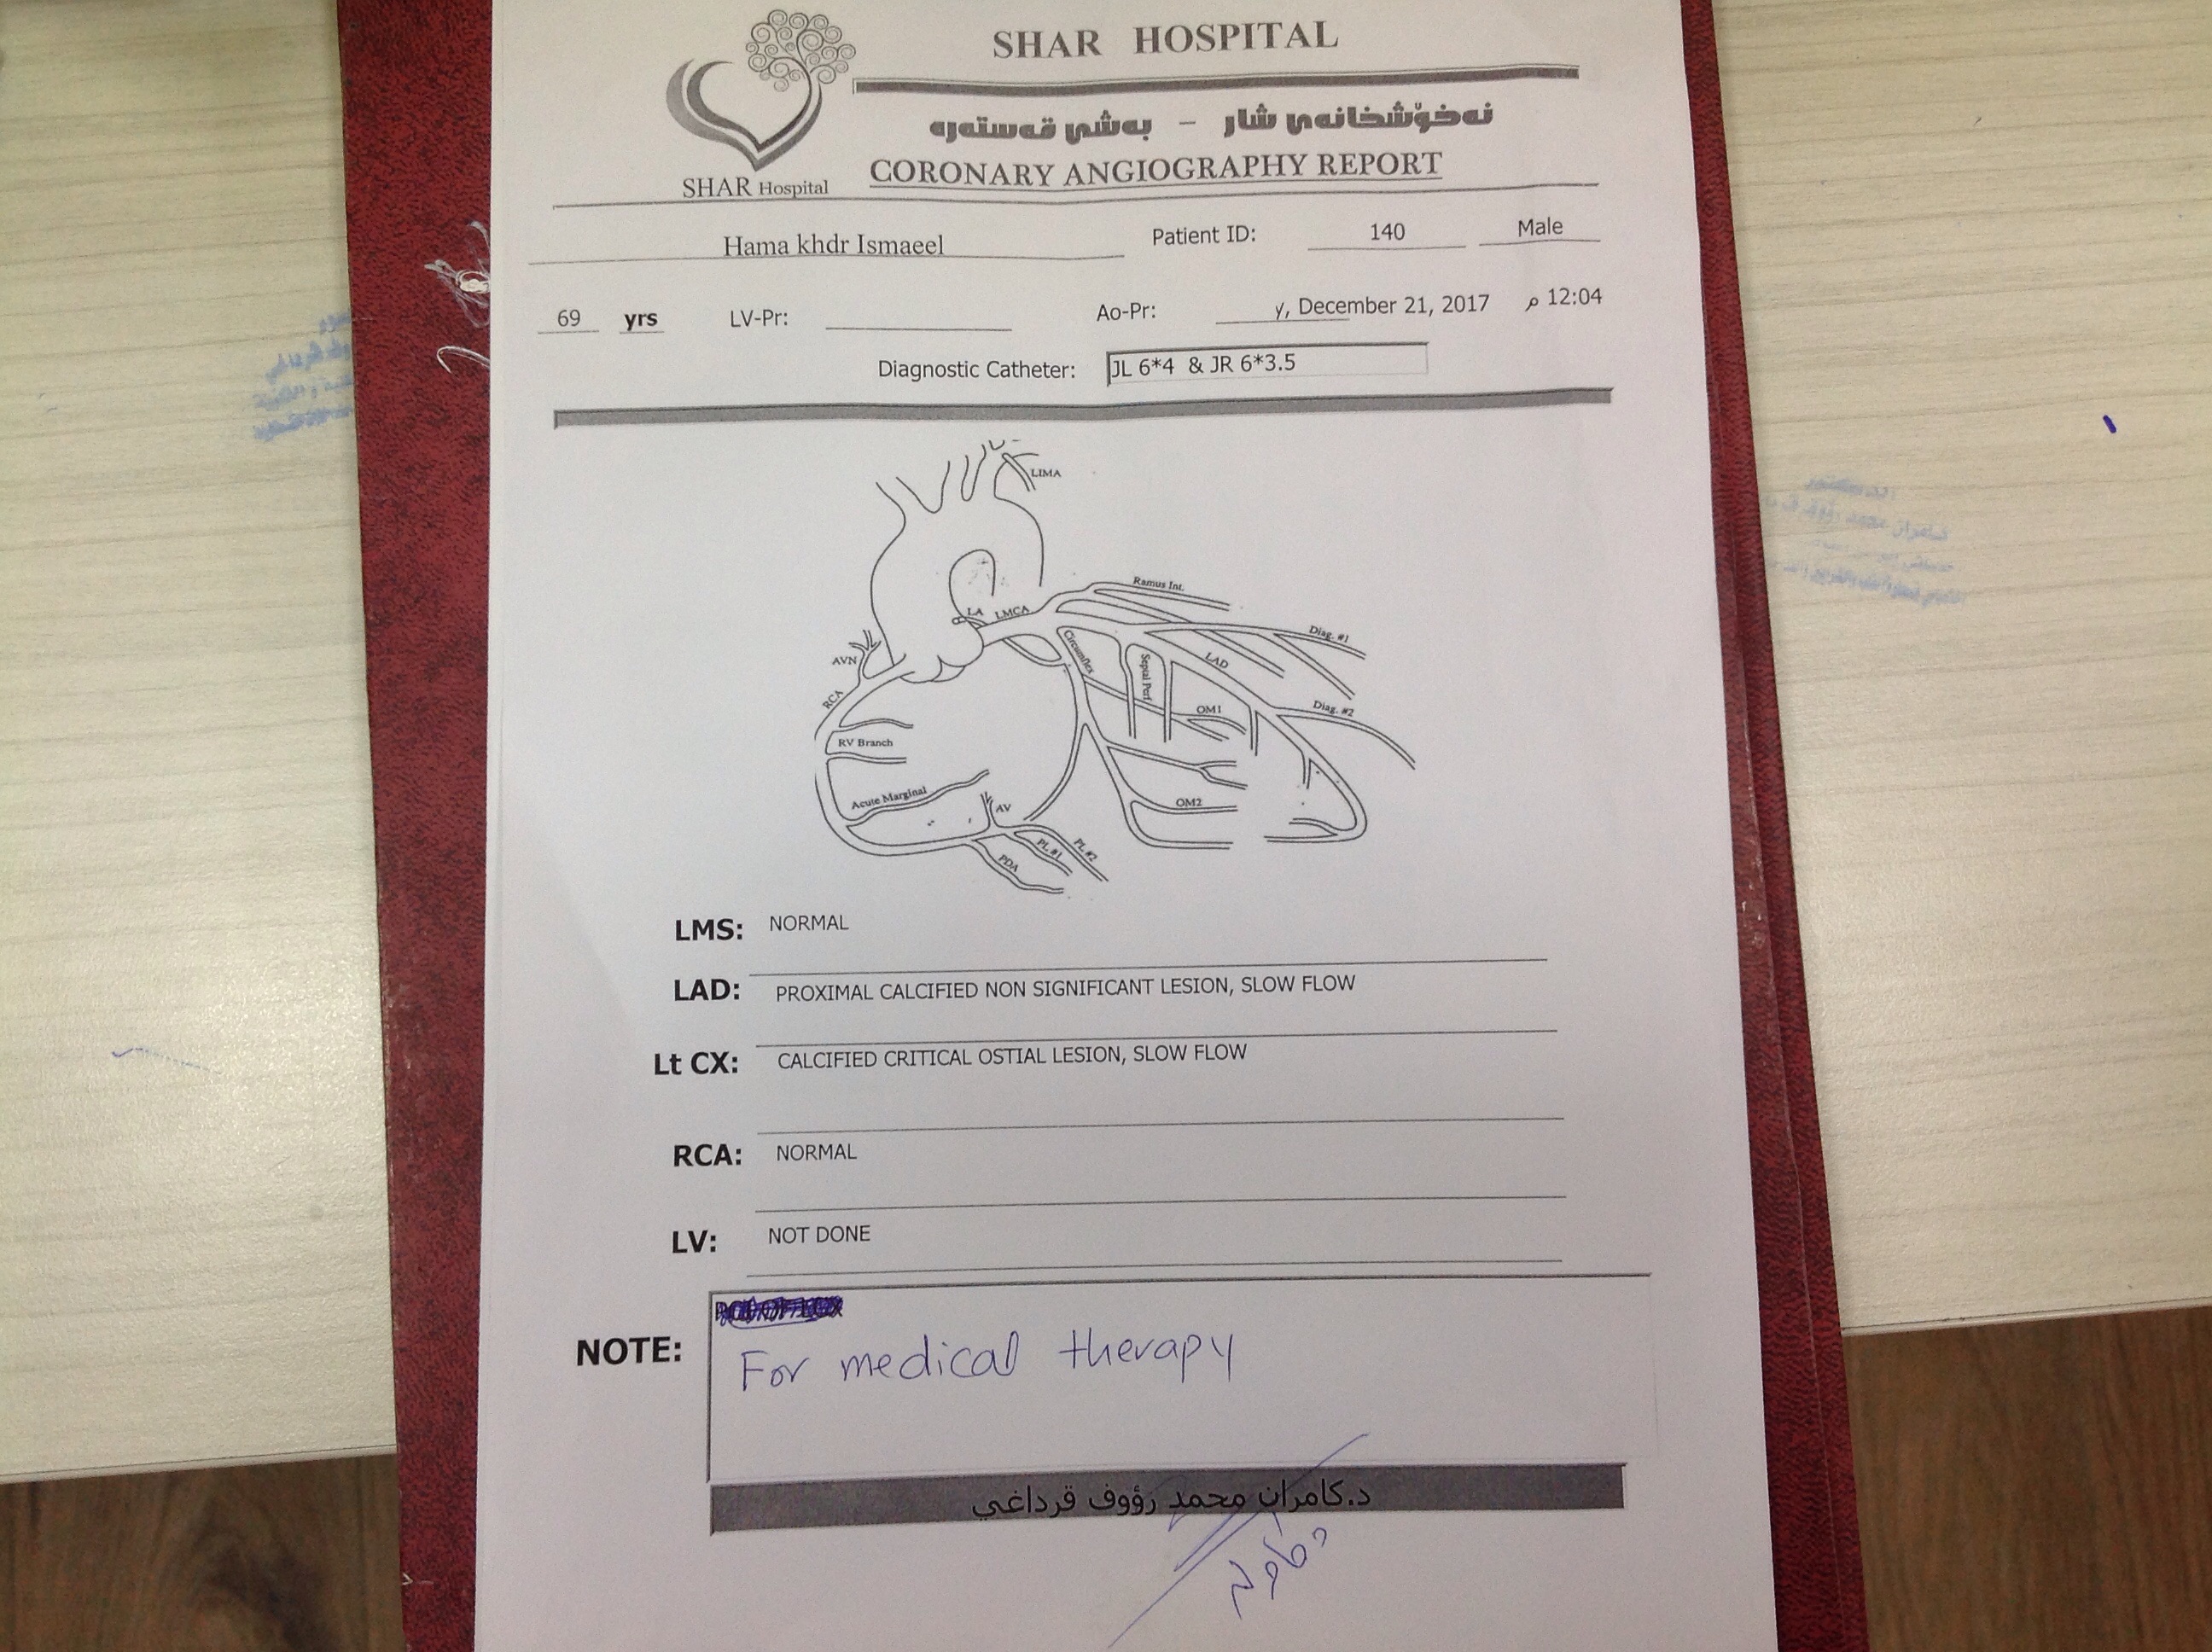 SHAR HOSPITAL
نەخۆشخانەی شار - بەشی قەستەرە
SHAR Hospital
CORONARY ANGIOGRAPHY REPORT
Hama khdr Ismaeel Patient ID: 140 Male
69 yrs LV-Pr: Ao-Pr: y, December 21, 2017 م 12:04
Diagnostic Catheter: JL 6*4 & JR 6*3.5
LIMA
Ramus Int.
LA LMCA
Diag. #1
Circumflex
AVN
LAD
Septal Perf
RCA
OM1
Diag. #2
RV Branch
Acute Marginal
AV
OM2
PL #1
PL #2
PDA
LMS: NORMAL
LAD: PROXIMAL CALCIFIED NON SIGNIFICANT LESION, SLOW FLOW
Lt CX: CALCIFIED CRITICAL OSTIAL LESION, SLOW FLOW
RCA: NORMAL
LV: NOT DONE
NOTE: For medical therapy
د.كامران محمد رؤوف قرداغي